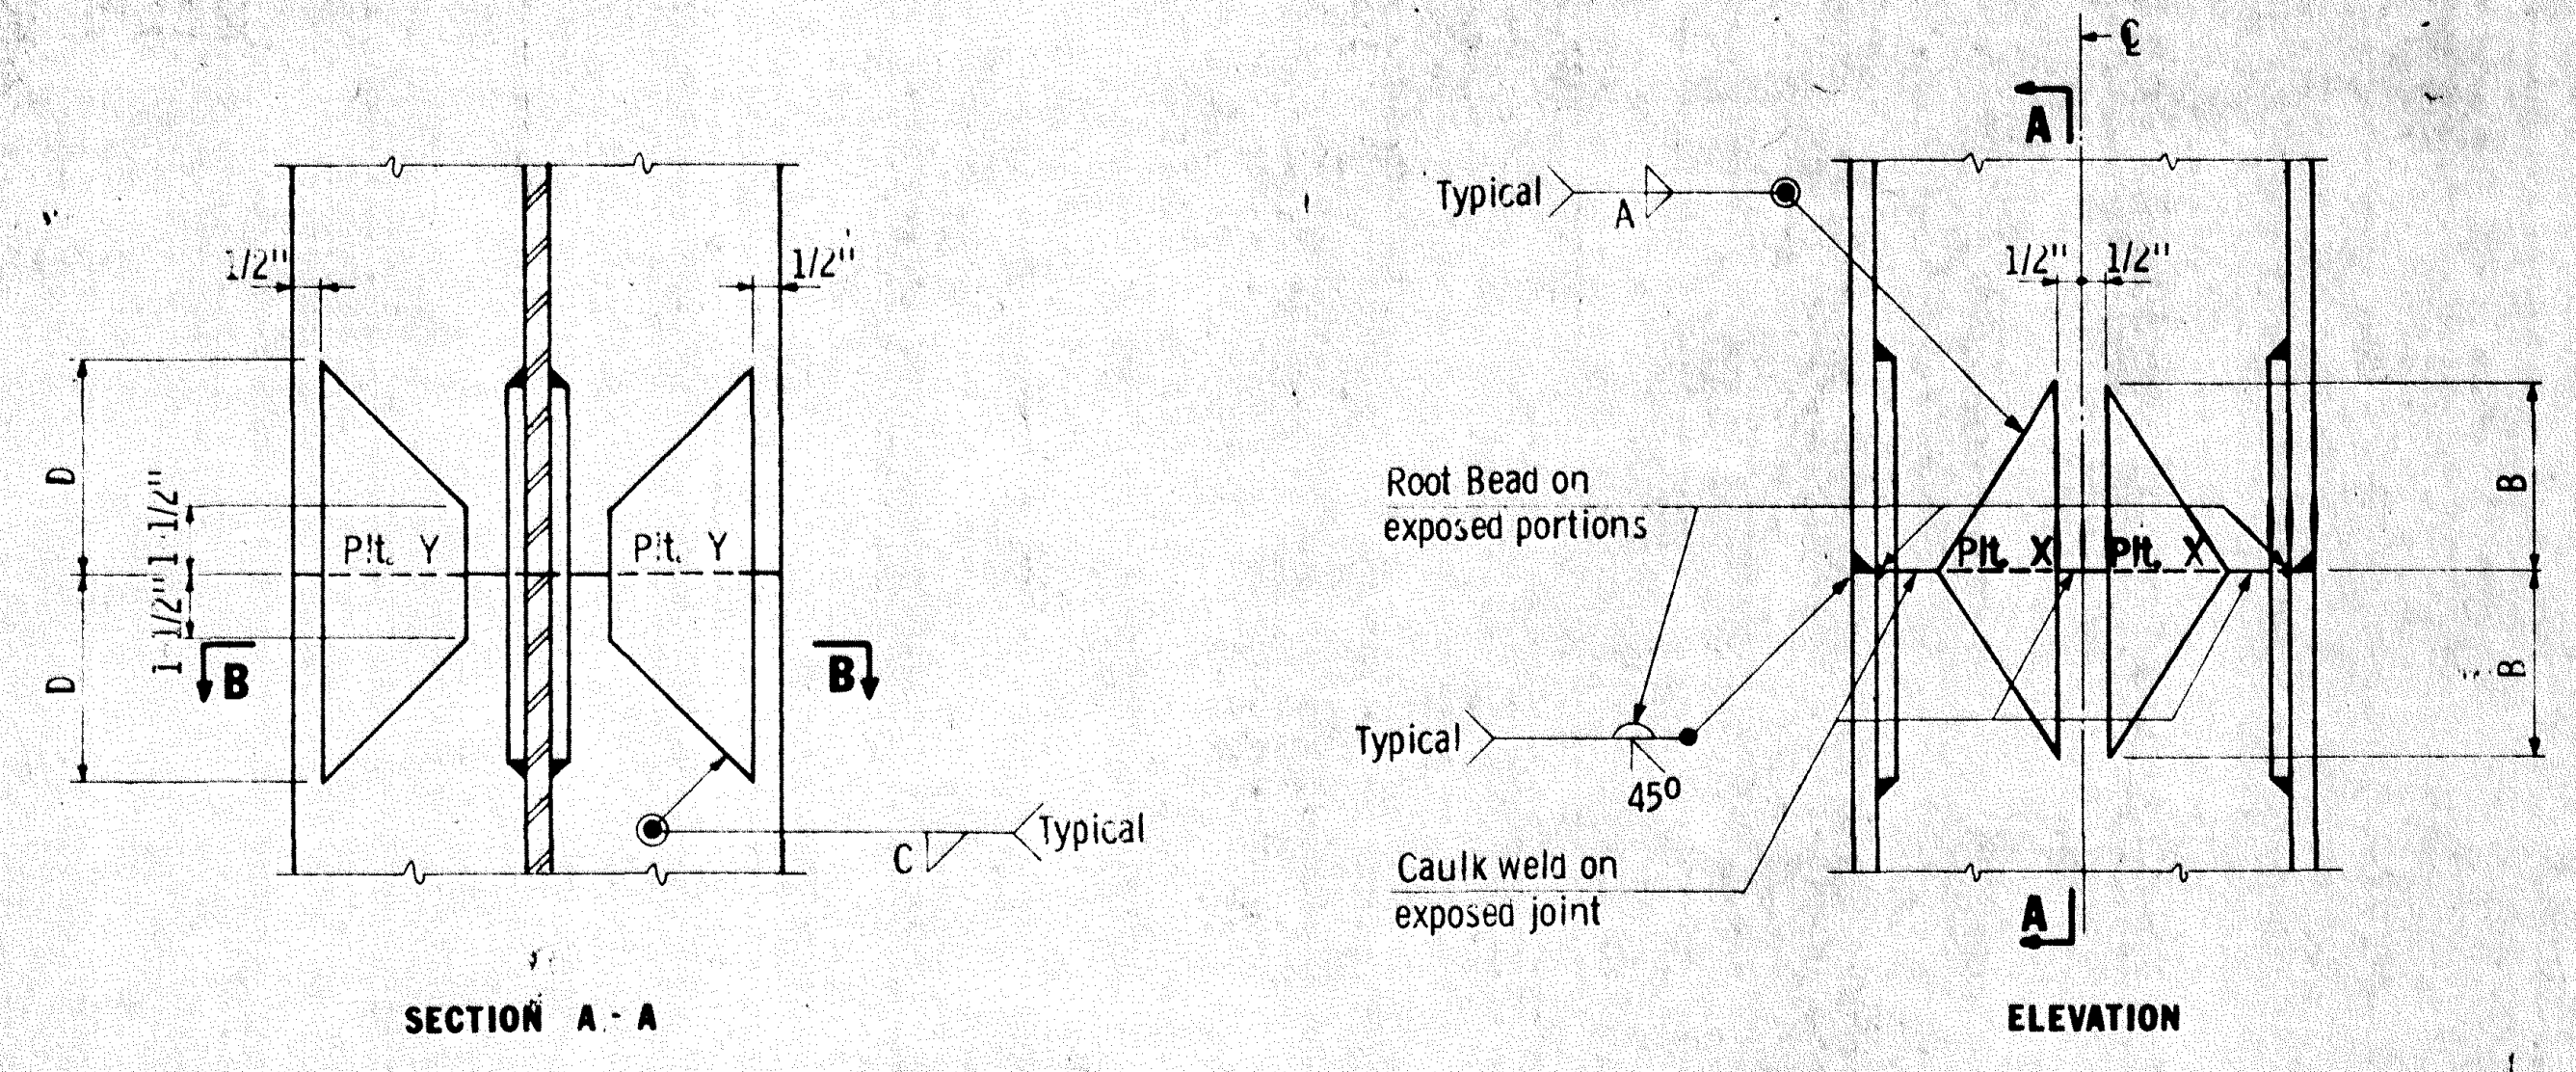 1/2"
1/2"
D
1 1/2"
Plt. Y
Plt. Y
1 1/2"
D
B
B
C
Typical
SECTION A - A
℄
A
Typical
A
1/2"
1/2"
Root Bead on
exposed portions
B
Plt. X
Plt. X
B
Typical
45°
Caulk weld on
exposed joint
A
ELEVATION